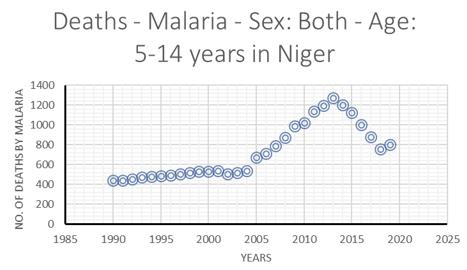 Deaths - Malaria - Sex: Both - Age:
5-14 years in Niger
NO. OF DEATHS BY MALARIA
1400
1200
1000
800
600
400
200
0
1985 1990 1995 2000 2005 2010 2015 2020 2025
YEARS